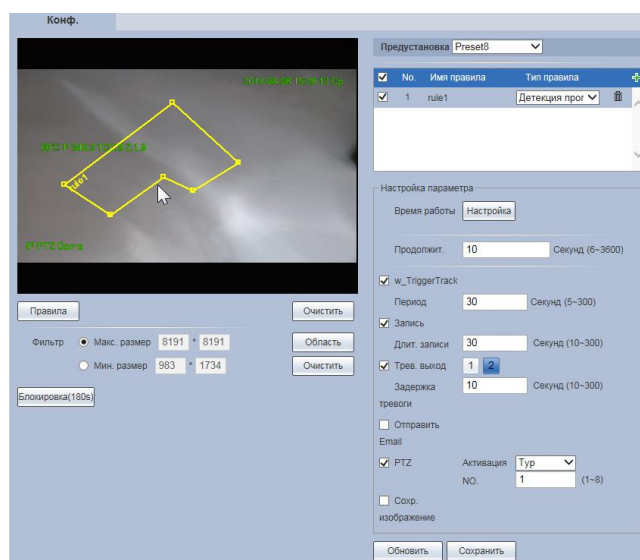 Конф.
Предустановка Preset8
No. Имя правила Тип правила
1 rule1 Детекция прог
rule1
IP PTZ Dome
Настройка параметра
Время работы Настройка
Продолжит. 10 Секунд (6~3600)
w_TriggerTrack
Период 30 Секунд (5~300)
Запись
Длит. записи 30 Секунд (10~300)
Трев. выход 1 2
Задержка 10 Секунд (10~300)
тревоги
Отправить
Email
PTZ Активация Тур
NO. 1 (1~8)
Сохр.
изображение
Обновить Сохранить
Правила Очистить
Фильтр Макс. размер 8191 * 8191 Область
Мин. размер 983 * 1734 Очистить
Блокировка(180s)